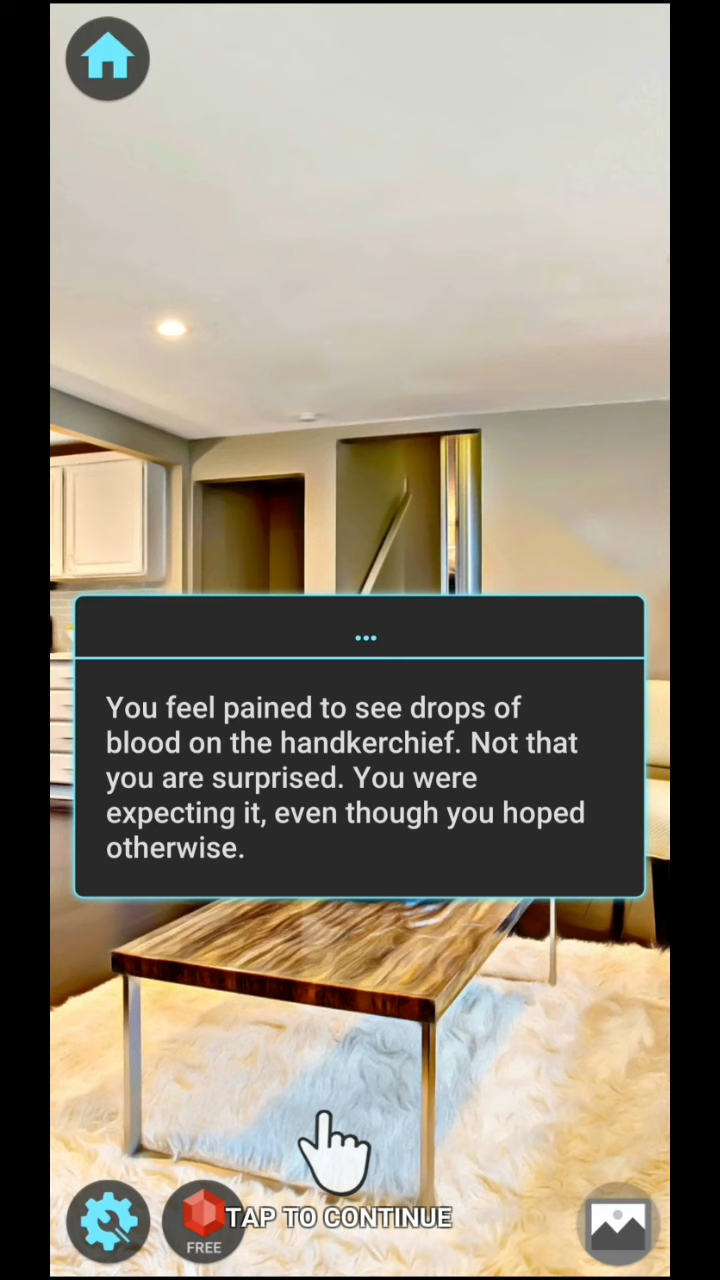 ...
You feel pained to see drops of
blood on the handkerchief. Not that
you are surprised. You were
expecting it, even though you hoped
otherwise.
TAP TO CONTINUE
FREE